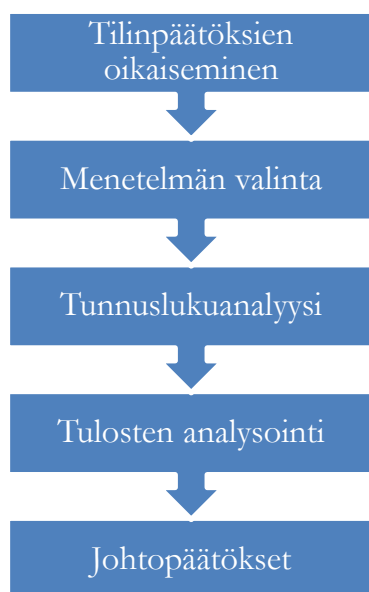 Tilinpäätöksien
oikaiseminen
Menetelmän valinta
Tunnuslukuanalyysi
Tulosten analysointi
Johtopäätökset